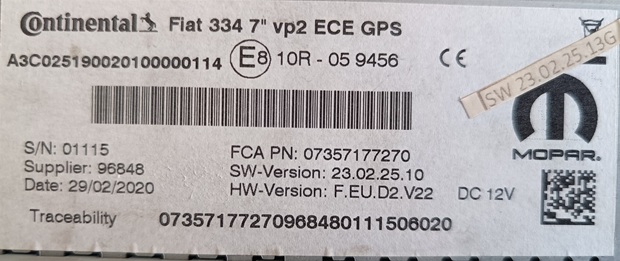 Continental Fiat 334 7" vp2 ECE GPS
A3C02519002010000​0114 E8 10R - 05 9456 CE
SW 23.02.25.13G
MOPAR.
S/N: 01115
Supplier: 96848
Date: 29/02/2020
FCA PN: 07357177270
SW-Version: 23.02.25.10
HW-Version: F.EU.D2.V22 DC 12V
Traceability 07357177270968480111506020